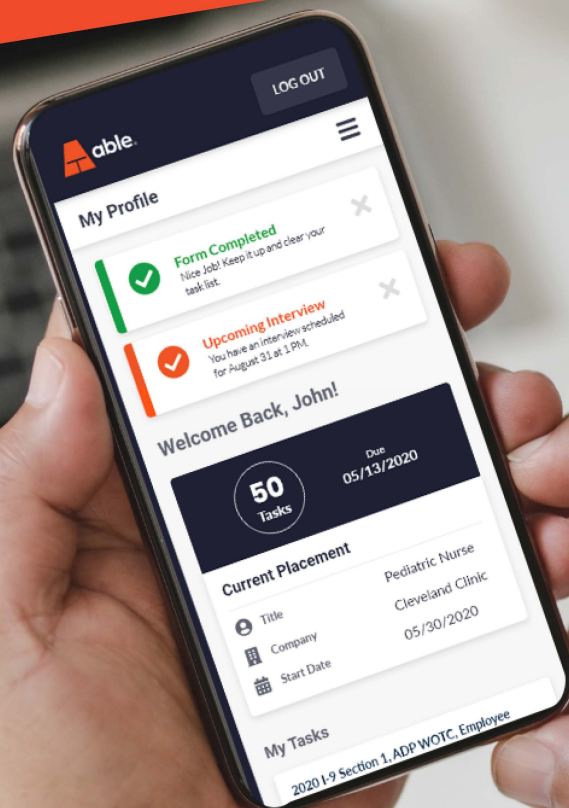 LOG OUT
able.
My Profile
Form Completed
Nice Job! Keep it up and clear your
task list.
Upcoming Interview
You have an interview scheduled
for August 31 at 1 PM.
Welcome Back, John!
50
Tasks
Due
05/13/2020
Current Placement
Title Pediatric Nurse
Company Cleveland Clinic
Start Date 05/30/2020
My Tasks
2020 I-9 Section 1, ADP WOTC, Employee